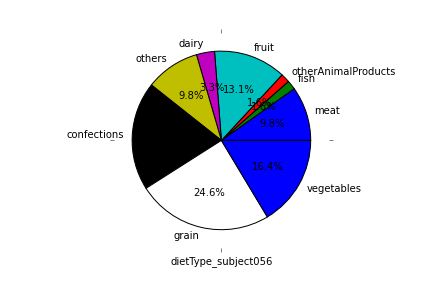 dairy
fruit
others
otherAnimalProducts
3.3%
13.1%
fish
9.8%
meat
9.8%
confections
16.4%
vegetables
24.6%
grain
dietType_subject056